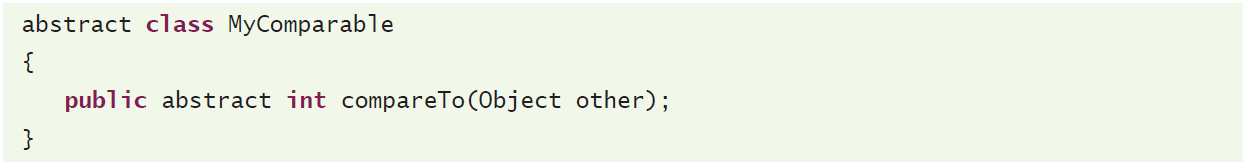 abstract class MyComparable
{
public abstract int compareTo(Object other);
}